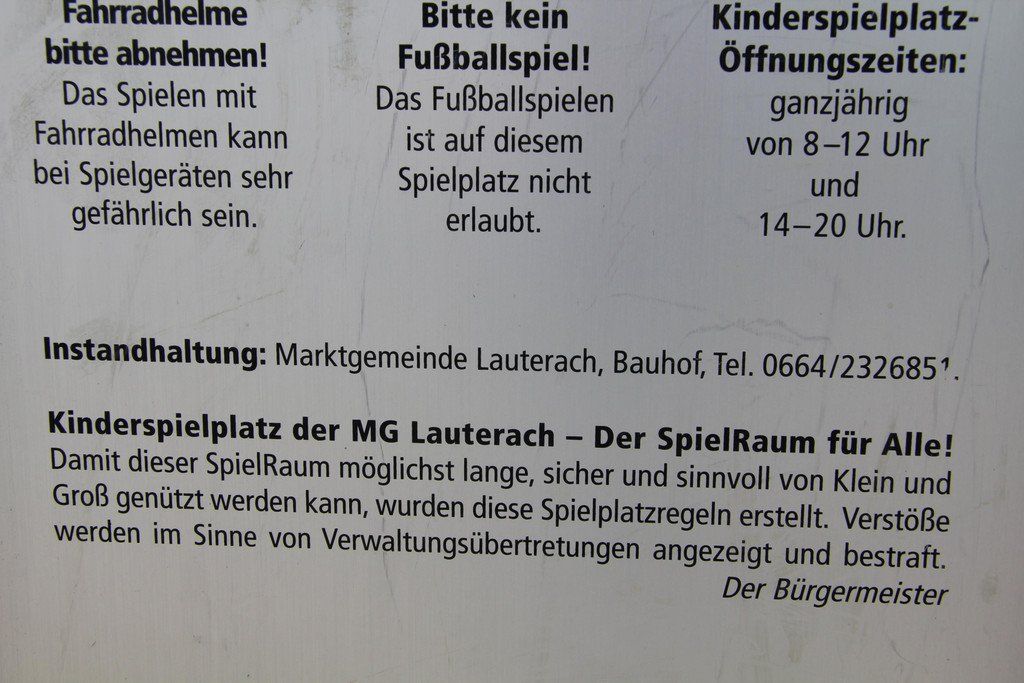 Fahrradhelme
bitte abnehmen!
Das Spielen mit
Fahrradhelmen kann
bei Spielgeräten sehr
gefährlich sein.
Bitte kein
Fußballspiel!
Das Fußballspielen
ist auf diesem
Spielplatz nicht
erlaubt.
Kinderspielplatz-
Öffnungszeiten:
ganzjährig
von 8–12 Uhr
und
14–20 Uhr.
Instandhaltung: Marktgemeinde Lauterach, Bauhof, Tel. 0664/2326851.
Kinderspielplatz der MG Lauterach – Der SpielRaum für Alle!
Damit dieser SpielRaum möglichst lange, sicher und sinnvoll von Klein und
Groß genützt werden kann, wurden diese Spielplatzregeln erstellt. Verstöße
werden im Sinne von Verwaltungsübertretungen angezeigt und bestraft.
Der Bürgermeister